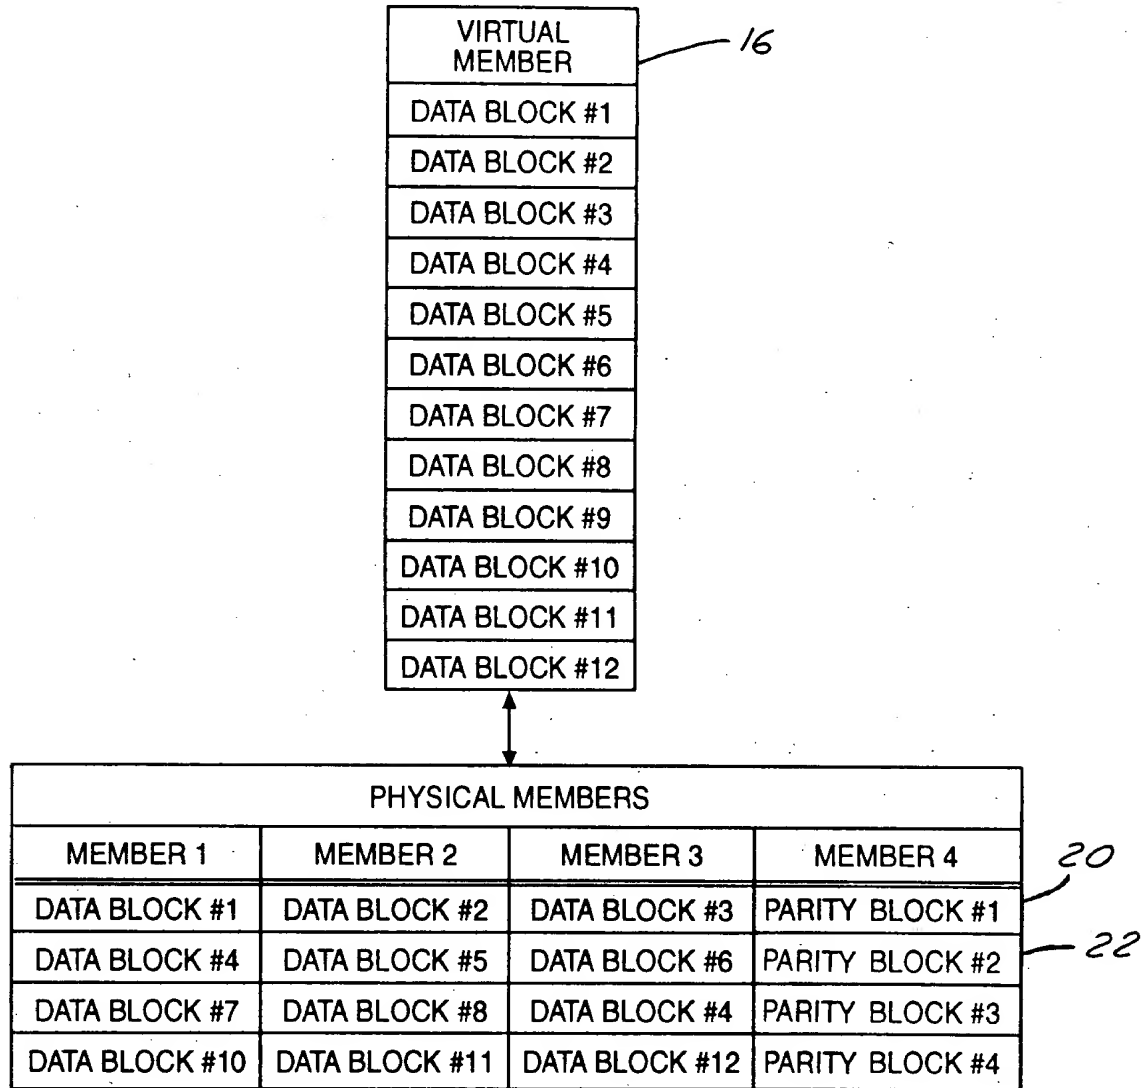 VIRTUAL
MEMBER
16
DATA BLOCK #1
DATA BLOCK #2
DATA BLOCK #3
DATA BLOCK #4
DATA BLOCK #5
DATA BLOCK #6
DATA BLOCK #7
DATA BLOCK #8
DATA BLOCK #9
DATA BLOCK #10
DATA BLOCK #11
DATA BLOCK #12
PHYSICAL MEMBERS
MEMBER 1 MEMBER 2 MEMBER 3 MEMBER 4
20
DATA BLOCK #1 DATA BLOCK #2 DATA BLOCK #3 PARITY BLOCK #1
DATA BLOCK #4 DATA BLOCK #5 DATA BLOCK #6 PARITY BLOCK #2 22
DATA BLOCK #7 DATA BLOCK #8 DATA BLOCK #4 PARITY BLOCK #3
DATA BLOCK #10 DATA BLOCK #11 DATA BLOCK #12 PARITY BLOCK #4